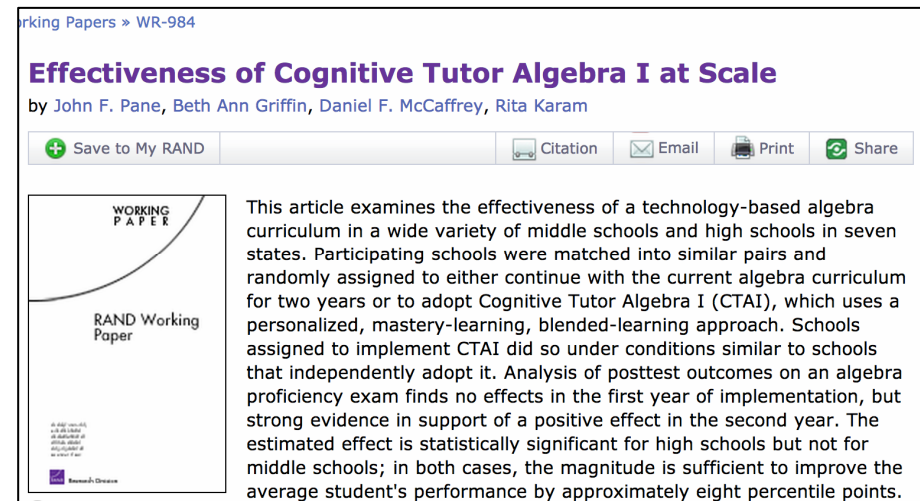 rking Papers » WR-984
Effectiveness of Cognitive Tutor Algebra I at Scale
by John F. Pane, Beth Ann Griffin, Daniel F. McCaffrey, Rita Karam
Save to My RAND
Citation
Email
Print
Share
WORKING
PAPER
RAND Working
Paper
Research Division
This article examines the effectiveness of a technology-based algebra
curriculum in a wide variety of middle schools and high schools in seven
states. Participating schools were matched into similar pairs and
randomly assigned to either continue with the current algebra curriculum
for two years or to adopt Cognitive Tutor Algebra I (CTAI), which uses a
personalized, mastery-learning, blended-learning approach. Schools
assigned to implement CTAI did so under conditions similar to schools
that independently adopt it. Analysis of posttest outcomes on an algebra
proficiency exam finds no effects in the first year of implementation, but
strong evidence in support of a positive effect in the second year. The
estimated effect is statistically significant for high schools but not for
middle schools; in both cases, the magnitude is sufficient to improve the
average student's performance by approximately eight percentile points.